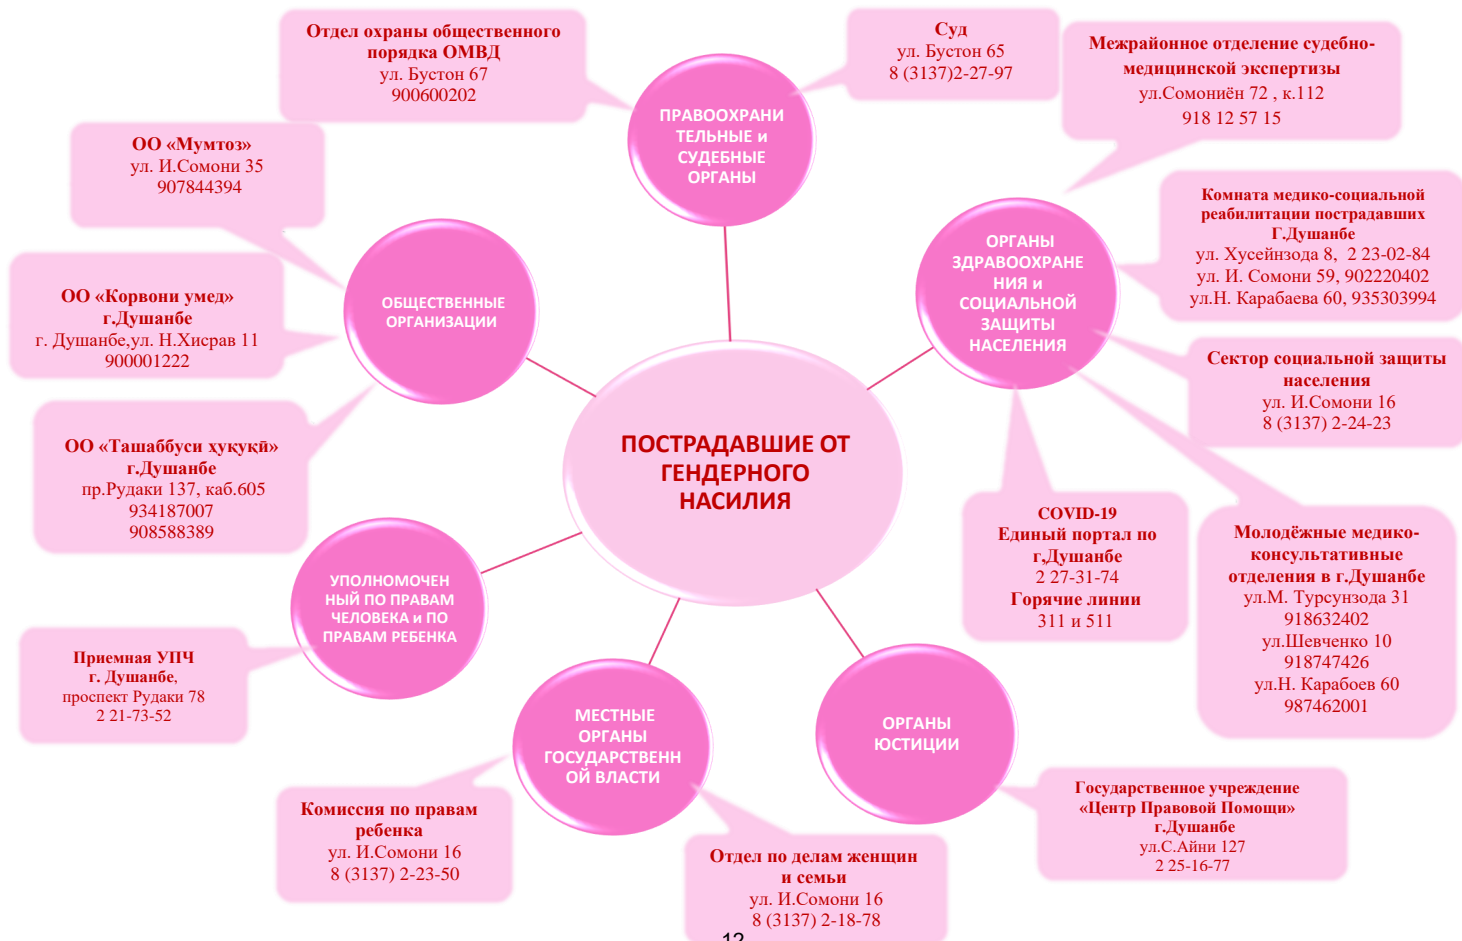 Отдел охраны общественного
порядка ОМВД
ул. Бустон 67
900600202
Суд
ул. Бустон 65
8 (3137)2-27-97
Межрайонное отделение судебно-
медицинской экспертизы
ул.Сомониён 72 , к.112
918 12 57 15
ПРАВООХРАНИ
ТЕЛЬНЫЕ и
СУДЕБНЫЕ
ОРГАНЫ
ОО «Мумтоз»
ул. И.Сомони 35
907844394
Комната медико-социальной
реабилитации пострадавших
Г.Душанбе
ул. Хусейнзода 8, 2 23-02-84
ул. И. Сомони 59, 902220402
ул.Н. Карабаева 60, 935303994
ОРГАНЫ
ЗДРАВООХРАНЕ
НИЯ и
СОЦИАЛЬНОЙ
ЗАЩИТЫ
НАСЕЛЕНИЯ
ОБЩЕСТВЕННЫЕ
ОРГАНИЗАЦИИ
ОО «Корвони умед»
г.Душанбе
г. Душанбе,ул. Н.Хисрав 11
900001222
Сектор социальной защиты
населения
ул. И.Сомони 16
8 (3137) 2-24-23
ОО «Ташаббуси ҳуқуқӣ»
г.Душанбе
пр.Рудаки 137, каб.605
934187007
908588389
ПОСТРАДАВШИЕ ОТ
ГЕНДЕРНОГО
НАСИЛИЯ
COVID-19
Единый портал по
г,Душанбе
2 27-31-74
Горячие линии
311 и 511
Молодёжные медико-
консультативные
отделения в г.Душанбе
ул.М. Турсунзода 31
918632402
ул.Шевченко 10
918747426
ул.Н. Карабоев 60
987462001
УПОЛНОМОЧЕН
НЫЙ ПО ПРАВАМ
ЧЕЛОВЕКА и ПО
ПРАВАМ РЕБЕНКА
Приемная УПЧ
г. Душанбе,
проспект Рудаки 78
2 21-73-52
МЕСТНЫЕ
ОРГАНЫ
ГОСУДАРСТВЕНН
ОЙ ВЛАСТИ
ОРГАНЫ
ЮСТИЦИИ
Комиссия по правам
ребенка
ул. И.Сомони 16
8 (3137) 2-23-50
Отдел по делам женщин
и семьи
ул. И.Сомони 16
8 (3137) 2-18-78
Государственное учреждение
«Центр Правовой Помощи»
г.Душанбе
ул.С.Айни 127
2 25-16-77
12